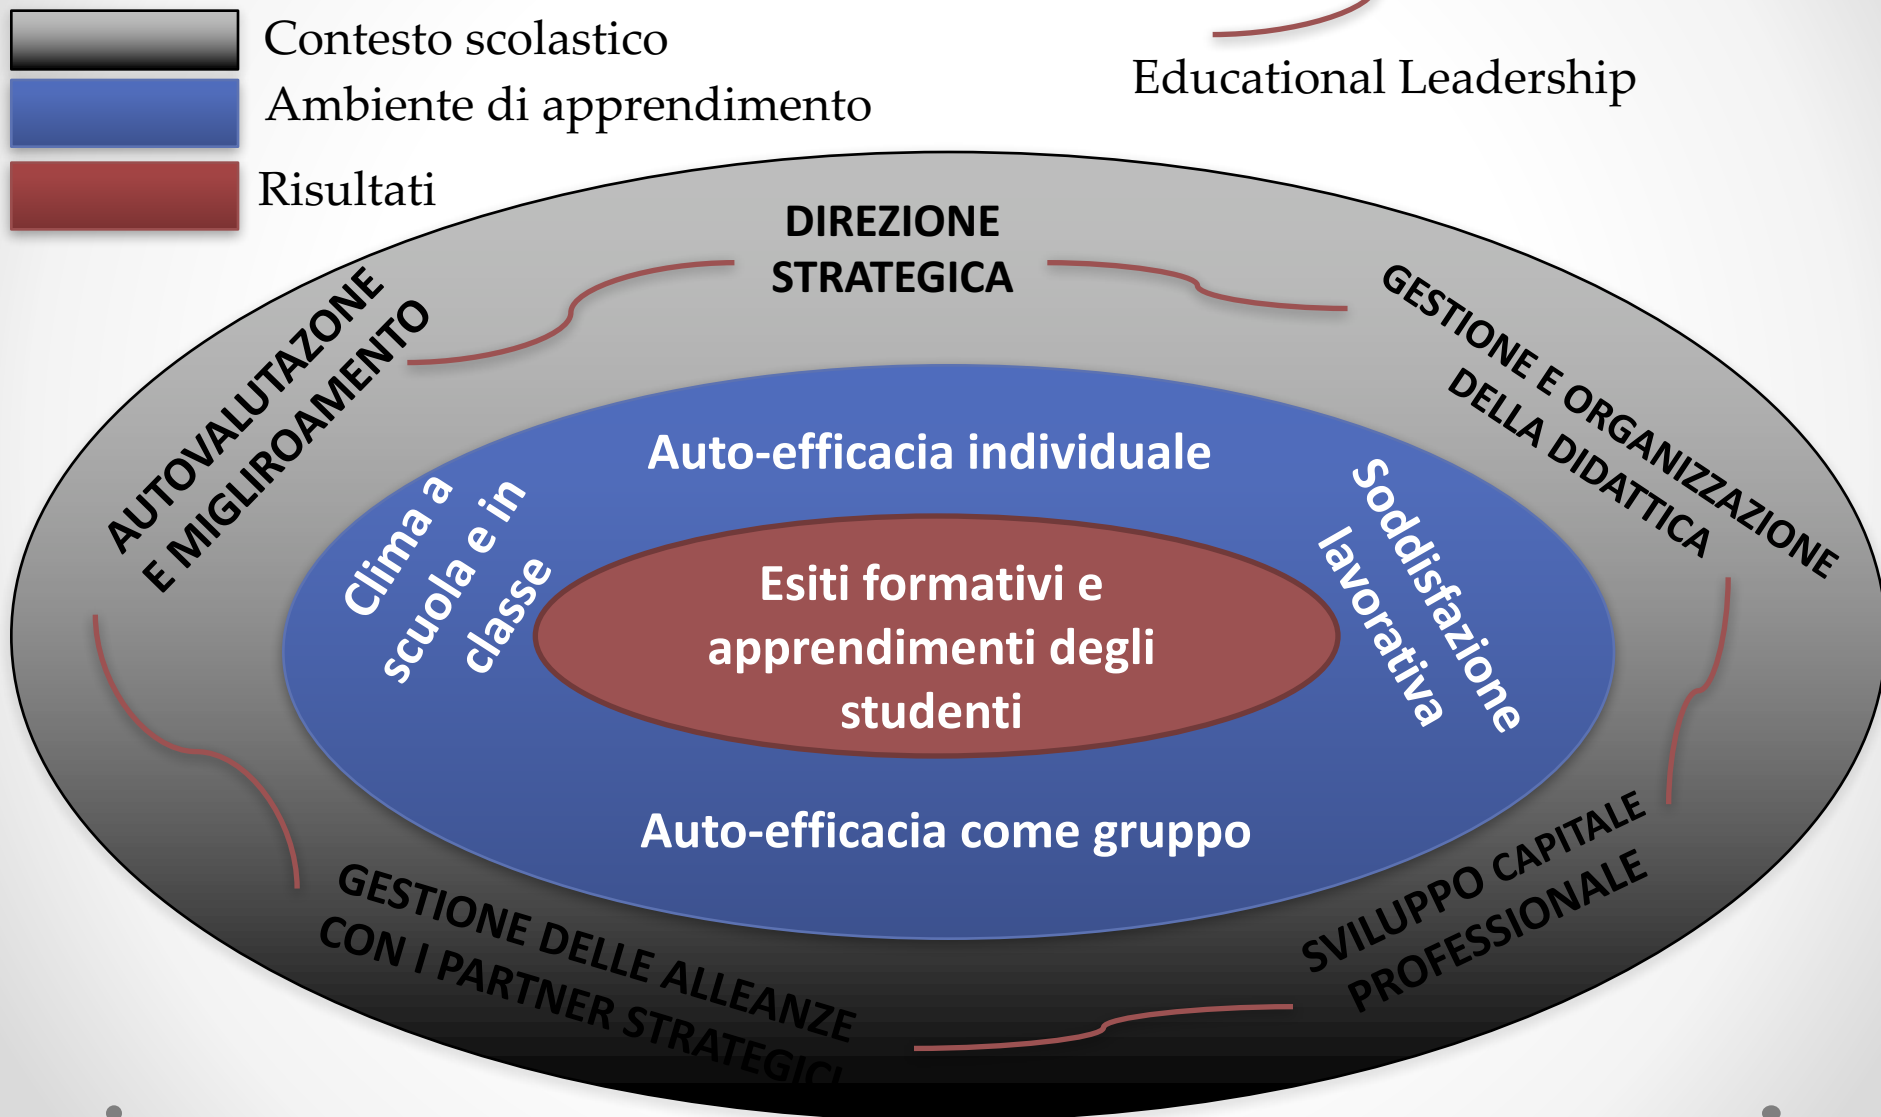 Contesto scolastico
Ambiente di apprendimento
Risultati
Educational Leadership
DIREZIONE
STRATEGICA
AUTOVALUTAZONE
E MIGLIROAMENTO
GESTIONE E ORGANIZZAZIONE
DELLA DIDATTICA
Auto-efficacia individuale
Clima a
scuola e in
classe
Soddisfazione
lavorativa
Esiti formativi e
apprendimenti degli
studenti
Auto-efficacia come gruppo
GESTIONE DELLE ALLEANZE
CON I PARTNER STRATEGICI
SVILUPPO CAPITALE
PROFESSIONALE